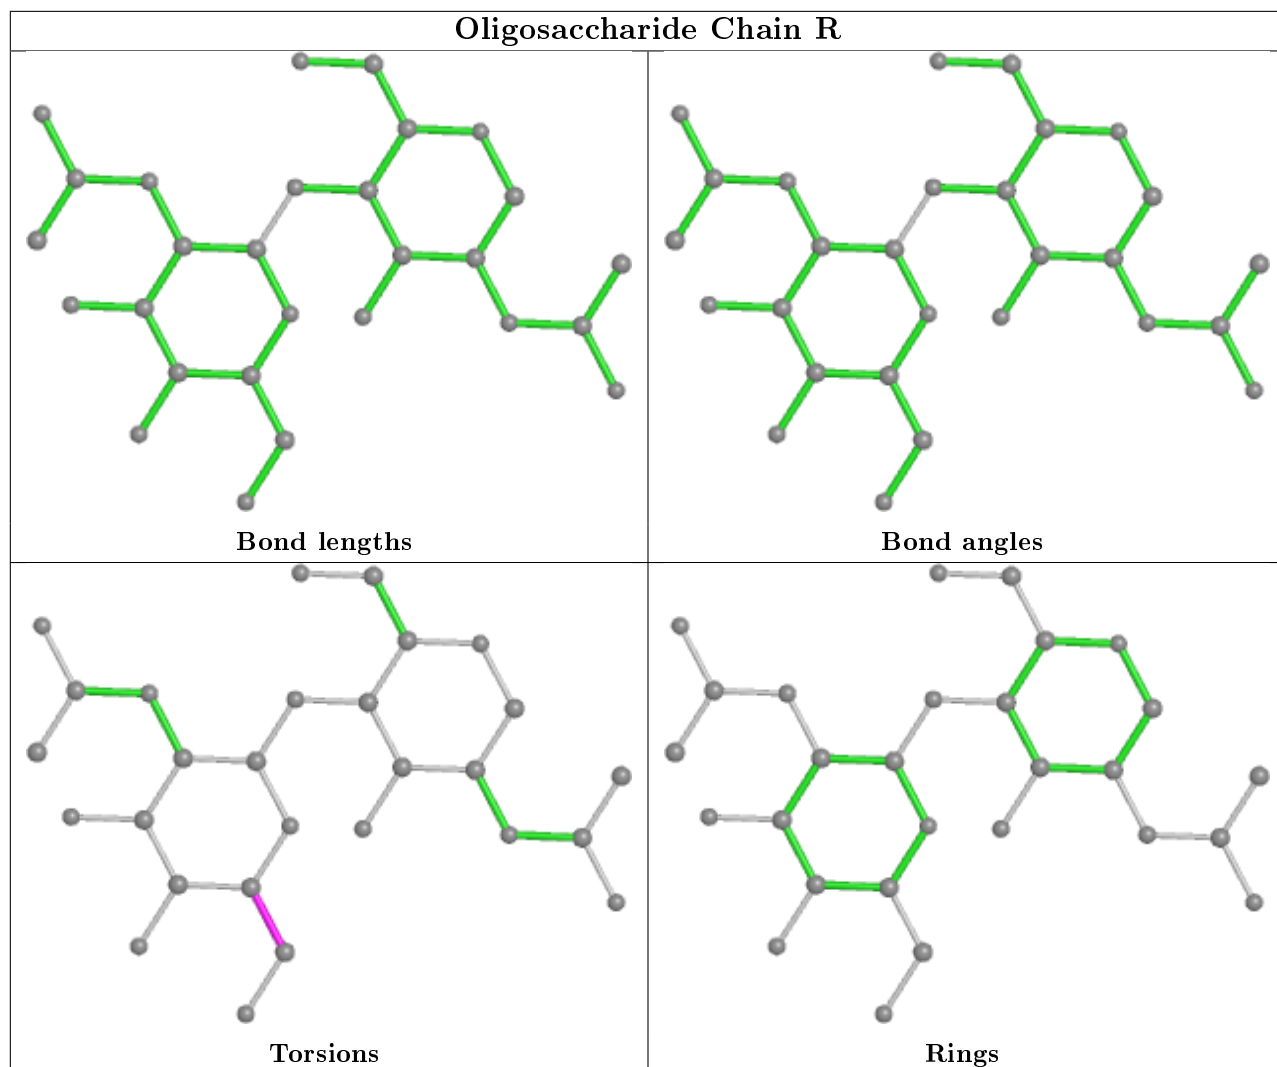 Oligosaccharide Chain R
Bond lengths
Bond angles
Torsions
Rings